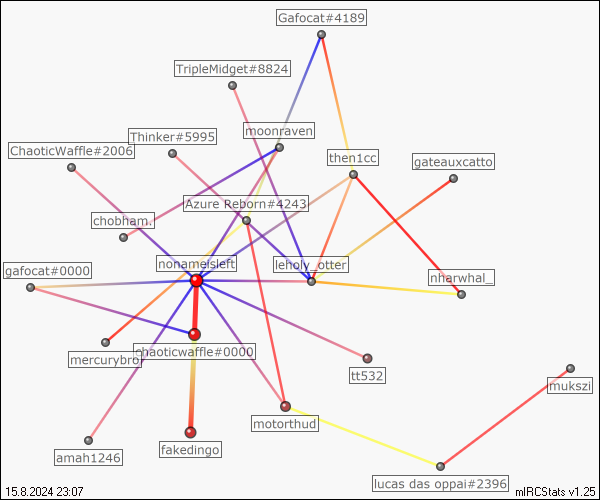 Gafocat#4189
TripleMidget#8824
Thinker#5995
moonraven
ChaoticWaffle#2006
then1cc
gateauxcatto
Azure Reborn#4243
chobham.
nonameisleft
leholy_otter
gafocat#0000
nharwhal_
mercurybro
chaoticwaffle#0000
tt532
mukszi
motorthud
amah1246
fakedingo
lucas das oppai#2396
15.8.2024 23:07
mIRCStats v1.25